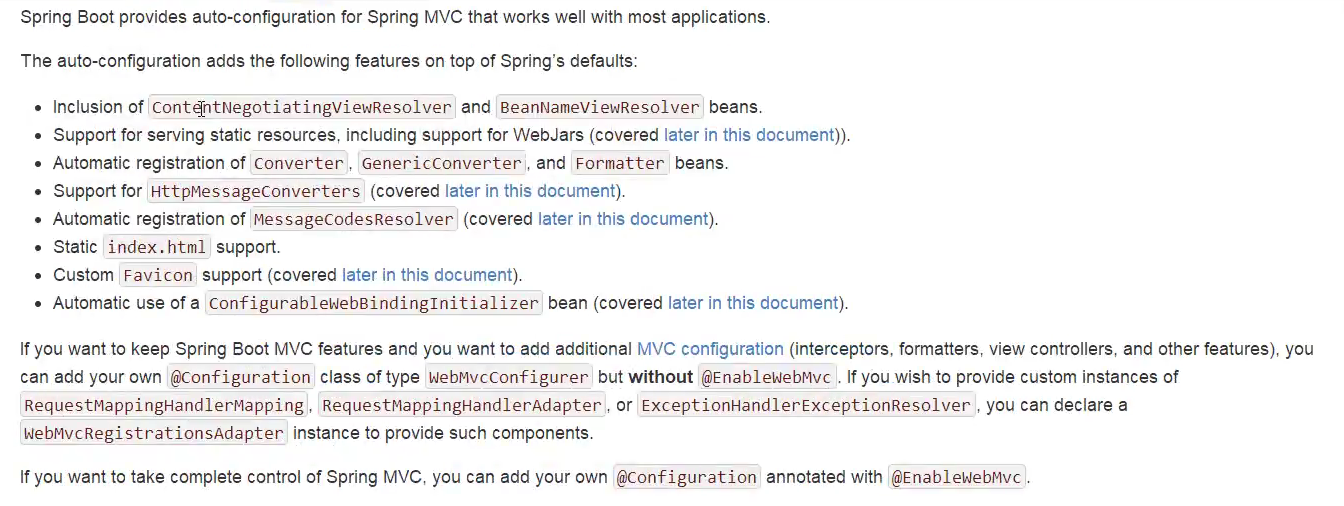 Spring Boot provides auto-configuration for Spring MVC that works well with most applications.
The auto-configuration adds the following features on top of Spring's defaults:
• Inclusion of ContentNegotiatingViewResolver and BeanNameViewResolver beans.
• Support for serving static resources, including support for WebJars (covered later in this document)).
• Automatic registration of Converter, GenericConverter, and Formatter beans.
• Support for HttpMessageConverters (covered later in this document).
• Automatic registration of MessageCodesResolver (covered later in this document).
• Static index.html support.
• Custom Favicon support (covered later in this document).
• Automatic use of a ConfigurableWebBindingInitializer bean (covered later in this document).
If you want to keep Spring Boot MVC features and you want to add additional MVC configuration (interceptors, formatters, view controllers, and other features), you
can add your own @Configuration class of type WebMvcConfigurer but without @EnableWebMvc. If you wish to provide custom instances of
RequestMappingHandlerMapping, RequestMappingHandlerAdapter, or ExceptionHandlerExceptionResolver, you can declare a
WebMvcRegistrationsAdapter instance to provide such components.
If you want to take complete control of Spring MVC, you can add your own @Configuration annotated with @EnableWebMvc.